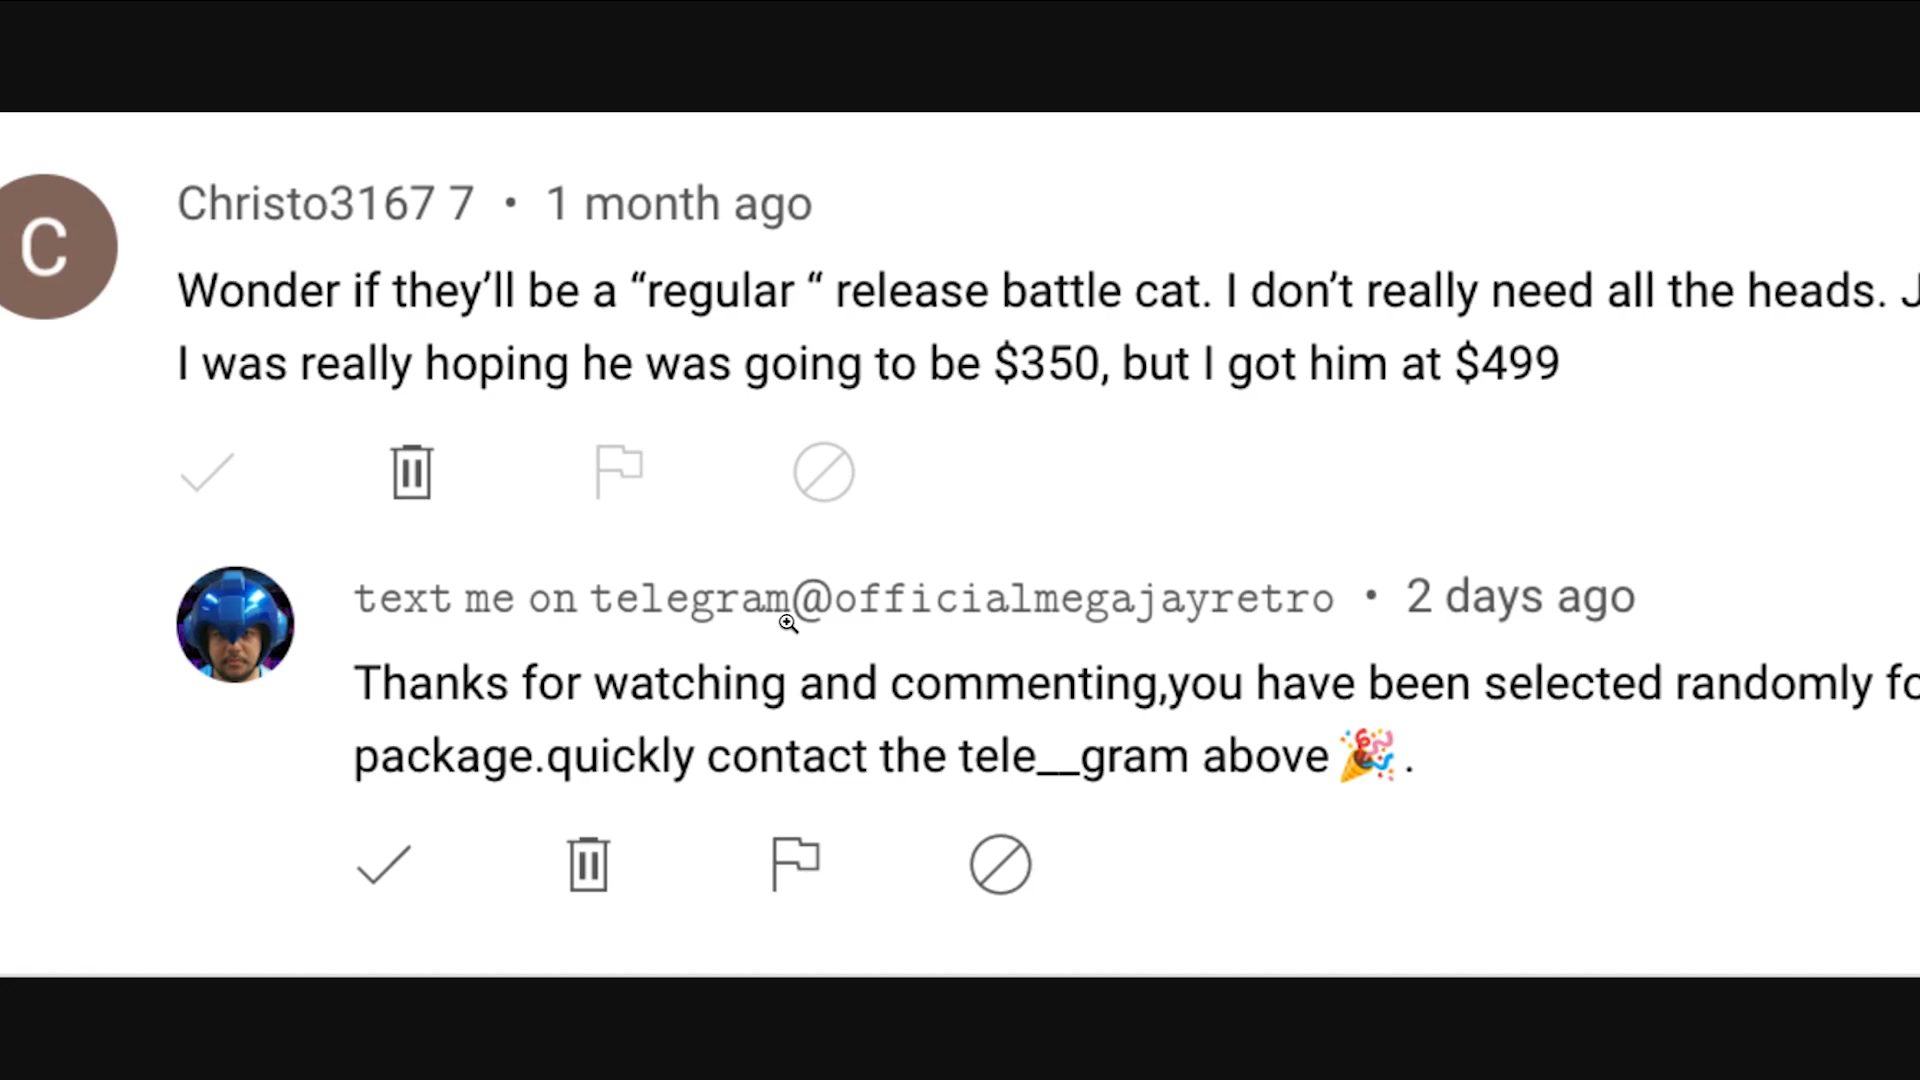 C
Christo3167 7 • 1 month ago
Wonder if they’ll be a “regular “ release battle cat. I don’t really need all the heads.
I was really hoping he was going to be $350, but I got him at $499
text me on telegram@officialmegajayretro • 2 days ago
Thanks for watching and commenting,you have been selected randomly
package.quickly contact the tele__gram above 🎉 .